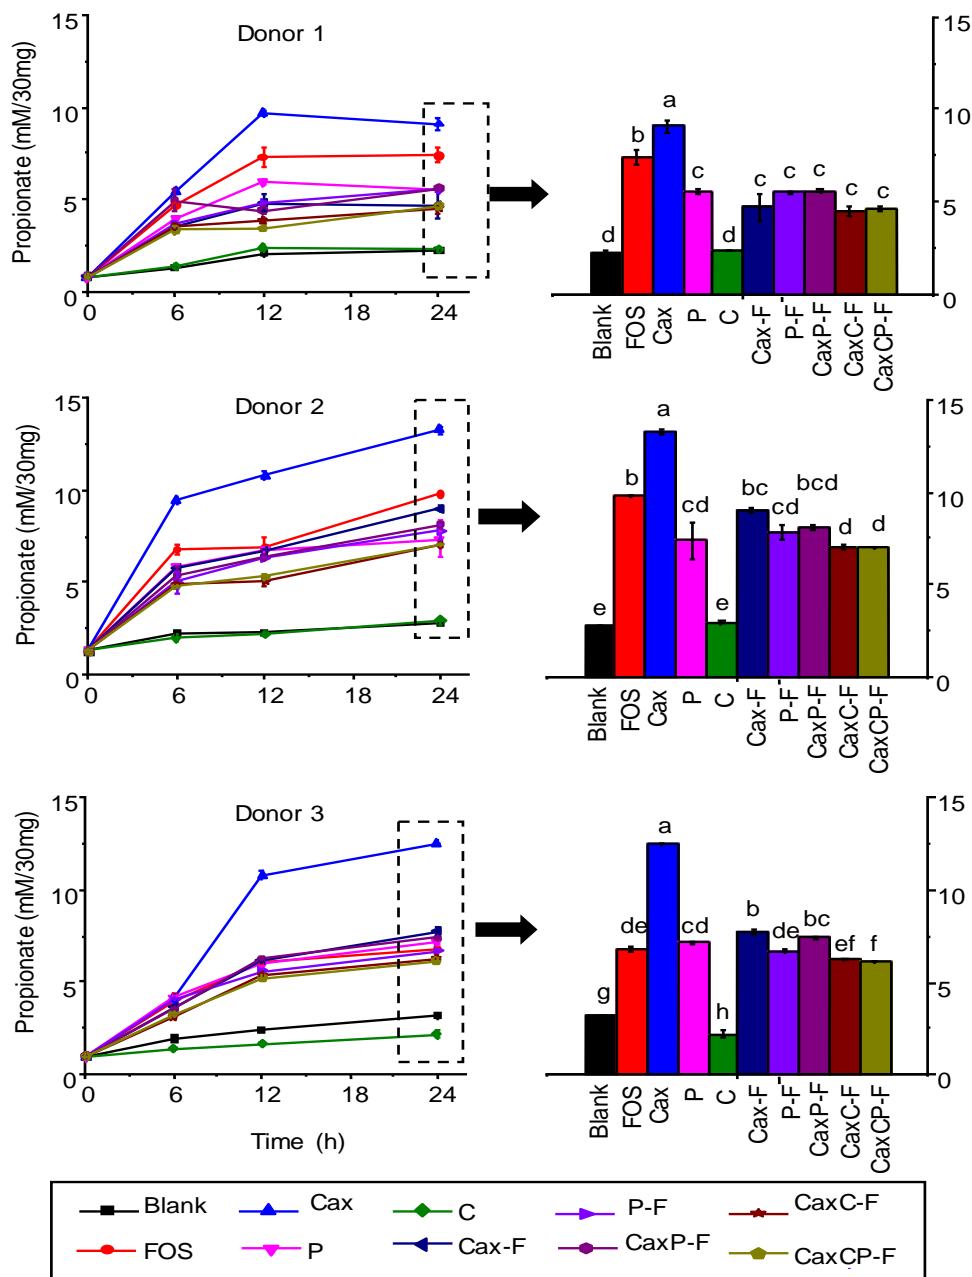 Donor 1
Propionate (mM/30mg)
15
10
5
0
0 6 12 18 24
15
10
5
0
d b a c d c c c c c
Blank FOS Cax P C Cax-F P-F CaxP-F CaxC-F CaxCP-F
Donor 2
Propionate (mM/30mg)
15
10
5
0
0 6 12 18 24
15
10
5
0
e b a cd e bc cd bcd d d
Blank FOS Cax P C Cax-F P-F CaxP-F CaxC-F CaxCP-F
Donor 3
Propionate (mM/30mg)
15
10
5
0
0 6 12 18 24
Time (h)
15
10
5
0
g de a cd h b de bc ef f
Blank FOS Cax P C Cax-F P-F CaxP-F CaxC-F CaxCP-F
Blank Cax C P-F CaxC-F
FOS P Cax-F CaxP-F CaxCP-F